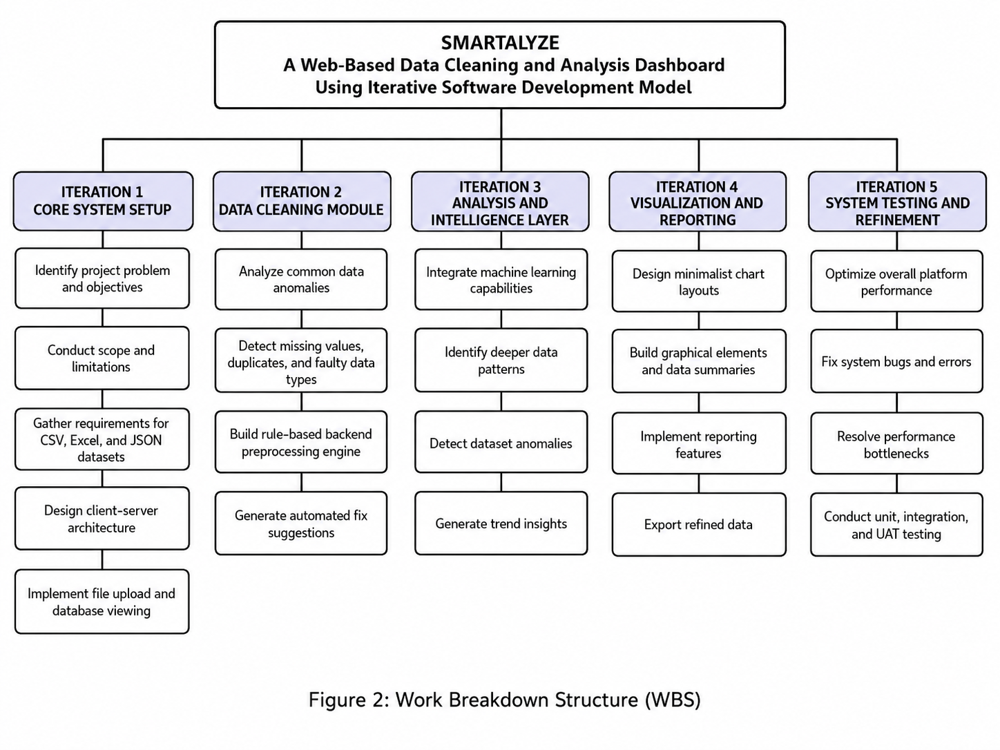 SMARTALYZE
A Web-Based Data Cleaning and Analysis Dashboard
Using Iterative Software Development Model
ITERATION 1
CORE SYSTEM SETUP
Identify project problem
and objectives
Conduct scope and
limitations
Gather requirements for
CSV, Excel, and JSON
datasets
Design client-server
architecture
Implement file upload and
database viewing
ITERATION 2
DATA CLEANING MODULE
Analyze common data
anomalies
Detect missing values,
duplicates, and faulty data
types
Build rule-based backend
preprocessing engine
Generate automated fix
suggestions
ITERATION 3
ANALYSIS AND
INTELLIGENCE LAYER
Integrate machine learning
capabilities
Identify deeper data
patterns
Detect dataset anomalies
Generate trend insights
ITERATION 4
VISUALIZATION AND
REPORTING
Design minimalist chart
layouts
Build graphical elements
and data summaries
Implement reporting
features
Export refined data
ITERATION 5
SYSTEM TESTING AND
REFINEMENT
Optimize overall platform
performance
Fix system bugs and errors
Resolve performance
bottlenecks
Conduct unit, integration,
and UAT testing
Figure 2: Work Breakdown Structure (WBS)